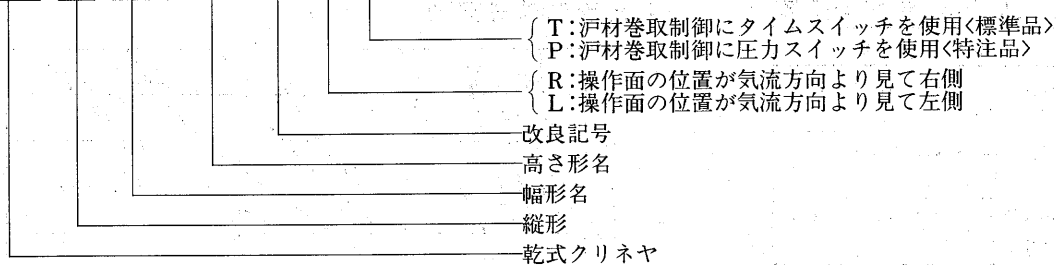 T:沪材巻取制御にタイムスイッチを使用<標準品>
P:沪材巻取制御に圧力スイッチを使用<特注品>
R:操作面の位置が気流方向より見て右側
L:操作面の位置が気流方向より見て左側
改良記号
高さ形名
幅形名
縦形
乾式クリネヤ